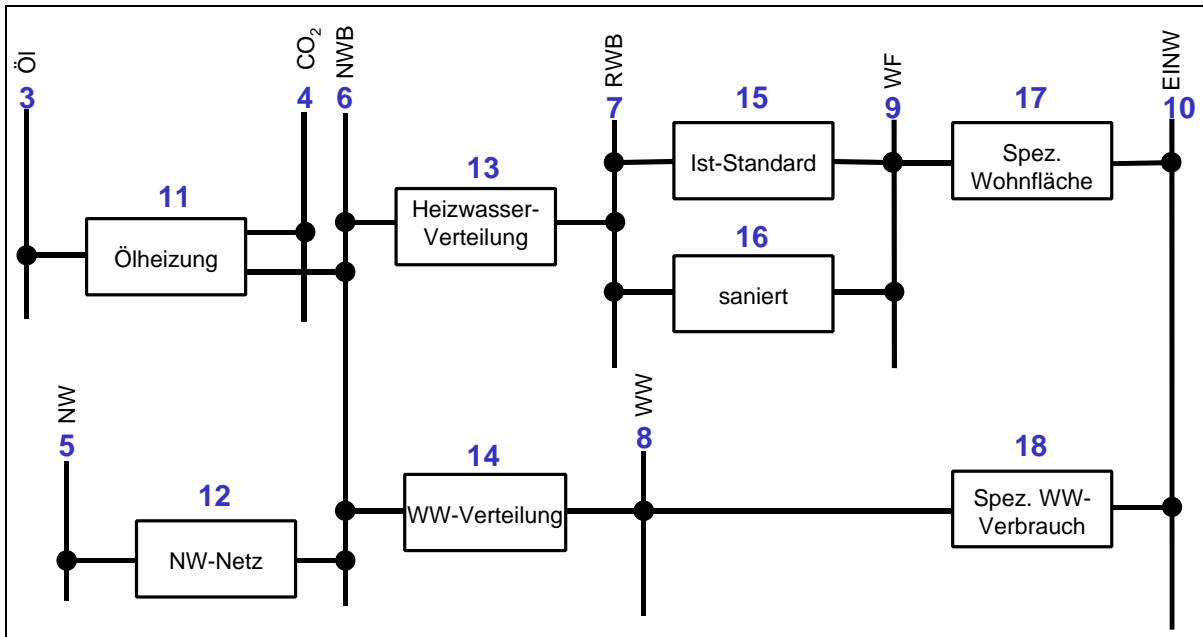 Öl
3
CO₂
4
NWB
6
RWB
7
15
Ist-Standard
WF
9
17
Spez.
Wohnfläche
EINW
10
11
Ölheizung
13
Heizwasser-
Verteilung
16
saniert
NW
5
12
NW-Netz
14
WW-Verteilung
WW
8
18
Spez. WW-
Verbrauch